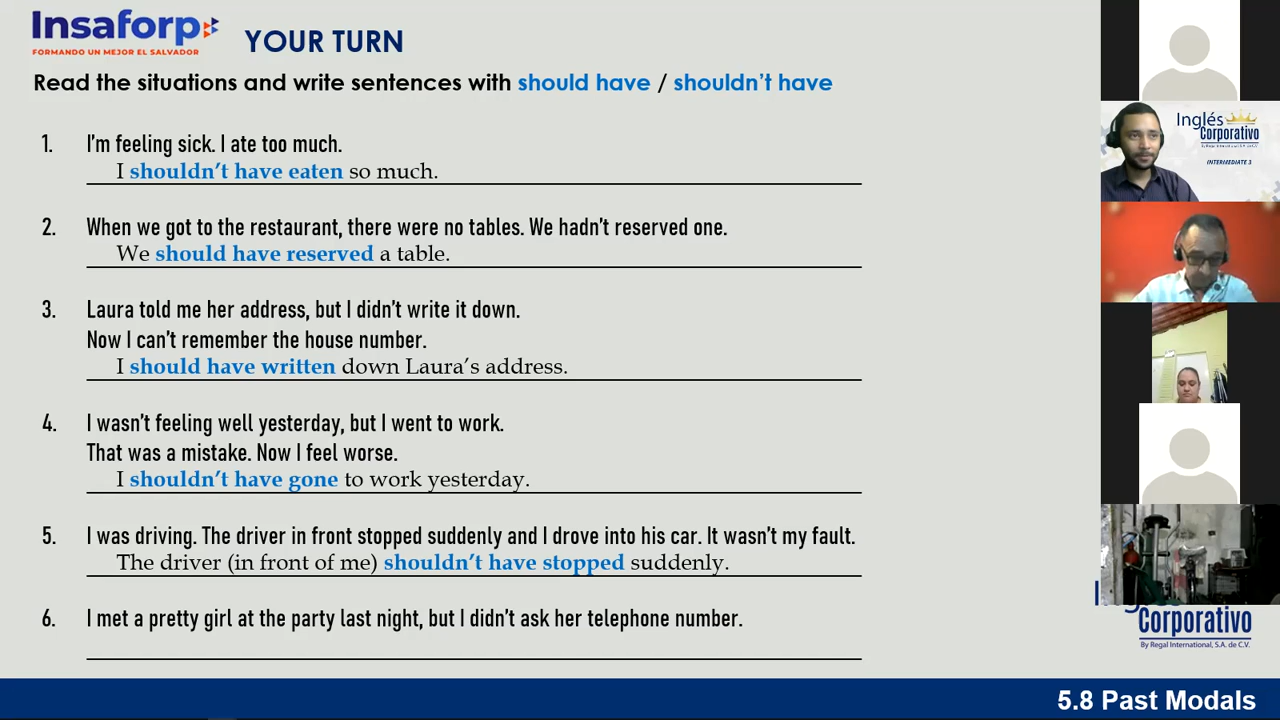 Insaforp
FORMANDO UN MEJOR EL SALVADOR
YOUR TURN
Read the situations and write sentences with should have / shouldn't have
1. I'm feeling sick. I ate too much.
I shouldn't have eaten so much.
2. When we got to the restaurant, there were no tables. We hadn't reserved one.
We should have reserved a table.
3. Laura told me her address, but I didn't write it down.
Now I can't remember the house number.
I should have written down Laura's address.
4. I wasn't feeling well yesterday, but I went to work.
That was a mistake. Now I feel worse.
I shouldn't have gone to work yesterday.
5. I was driving. The driver in front stopped suddenly and I drove into his car. It wasn't my fault.
The driver (in front of me) shouldn't have stopped suddenly.
6. I met a pretty girl at the party last night, but I didn't ask her telephone number.
Inglés
Corporativo
INTERMEDIATE 3
Corporativo
By Regal International, S.A. de C.V.
5.8 Past Modals